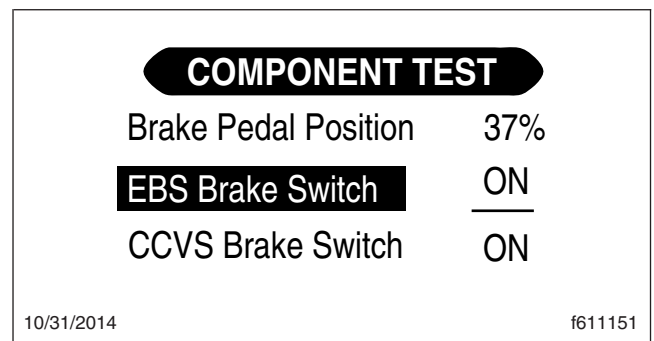 COMPONENT TEST
Brake Pedal Position 37%
EBS Brake Switch ON
CCVS Brake Switch ON
10/31/2014 f611151